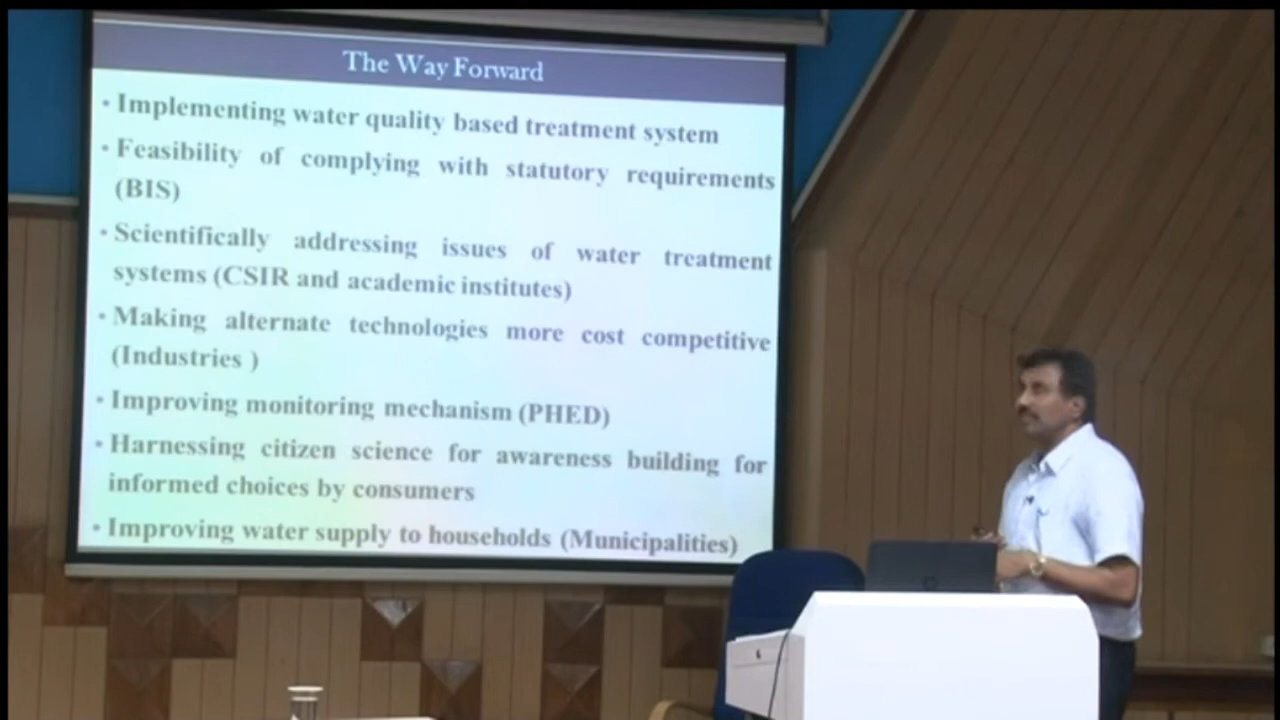 The Way Forward
• Implementing water quality based treatment system
• Feasibility of complying with statutory requirements
(BIS)
• Scientifically addressing issues of water treatment
systems (CSIR and academic institutes)
• Making alternate technologies more cost competitive
(Industries )
• Improving monitoring mechanism (PHED)
• Harnessing citizen science for awareness building for
informed choices by consumers
• Improving water supply to households (Municipalities)